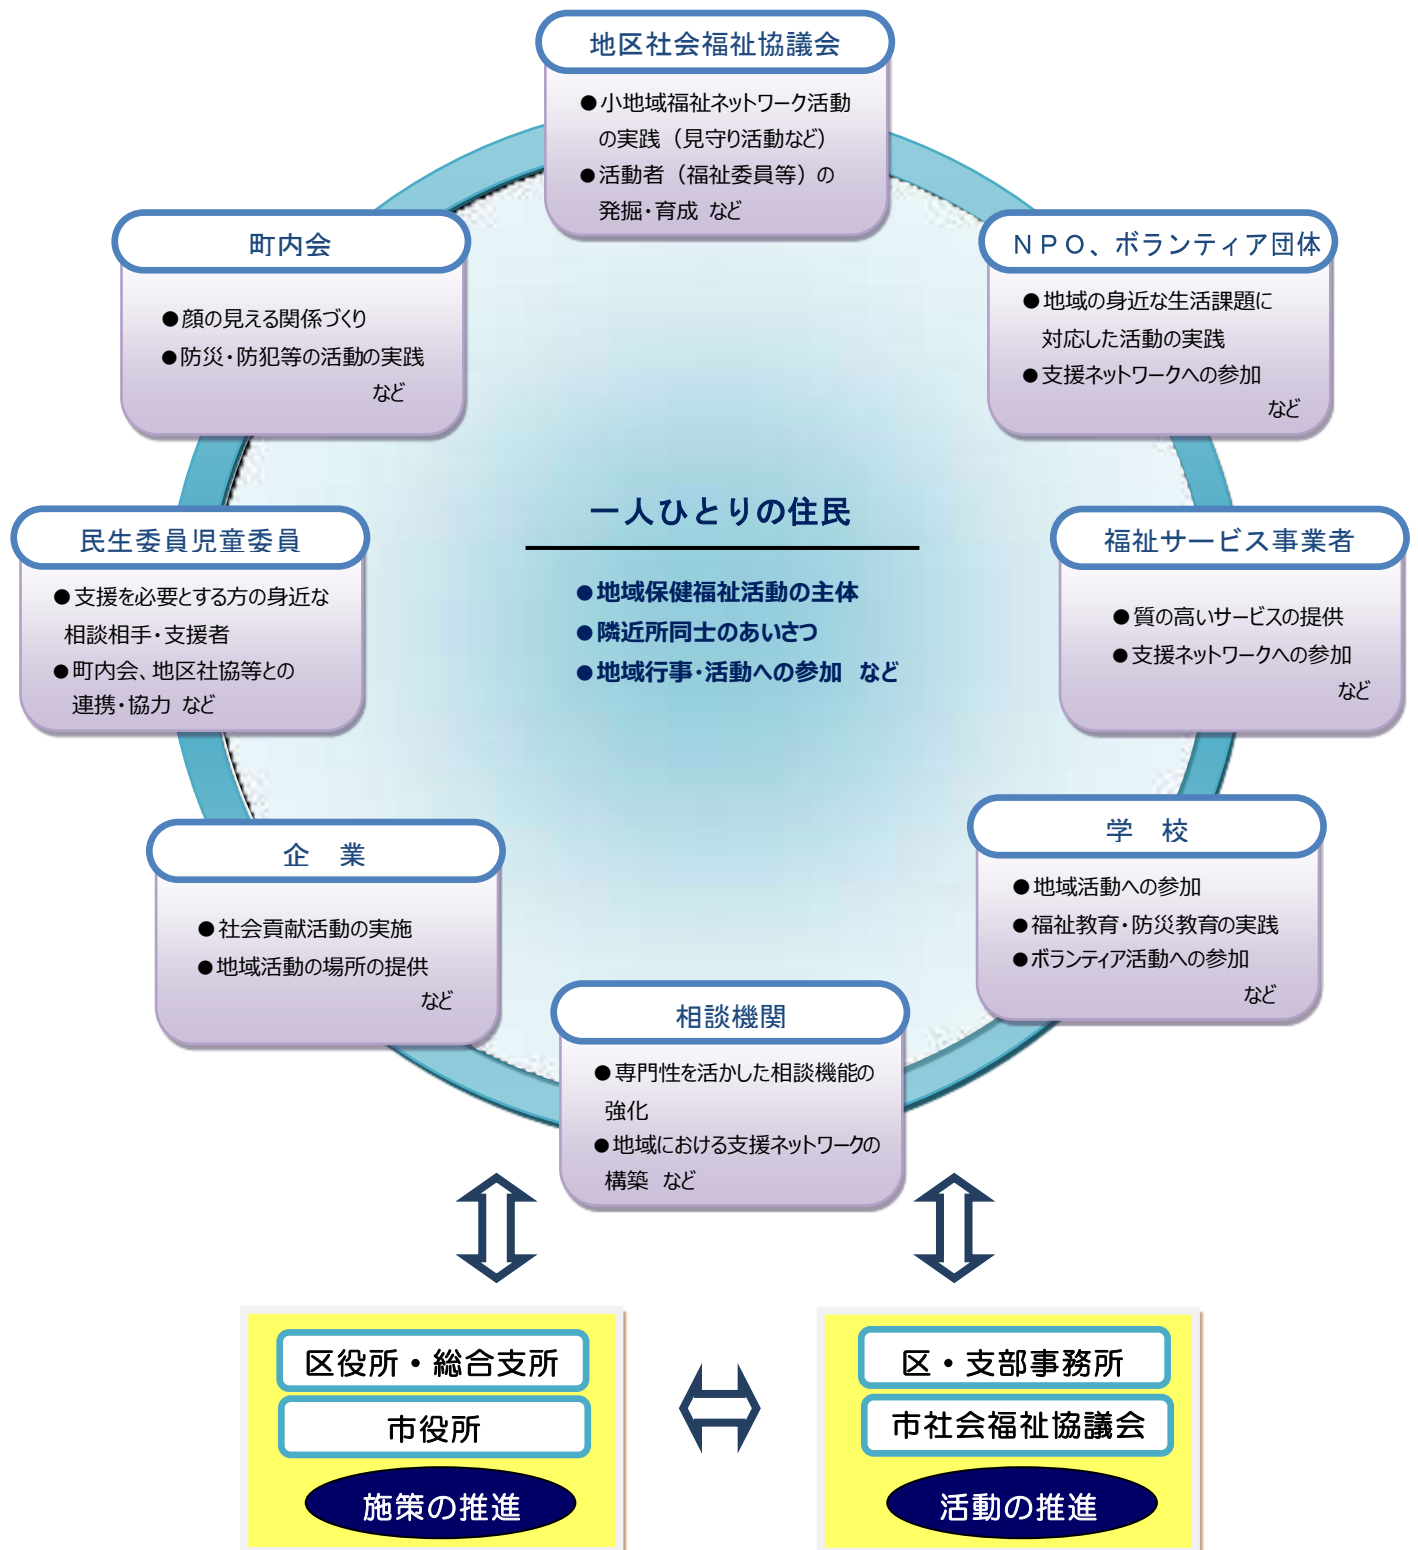 地区社会福祉協議会
●小地域福祉ネットワーク活動
の実践（見守り活動など）
●活動者（福祉委員等）の
発掘・育成 など
町内会
●顔の見える関係づくり
●防災・防犯等の活動の実践
など
ＮＰＯ、ボランティア団体
●地域の身近な生活課題に
対応した活動の実践
●支援ネットワークへの参加
など
一人ひとりの住民
●地域保健福祉活動の主体
●隣近所同士のあいさつ
●地域行事・活動への参加 など
民生委員児童委員
●支援を必要とする方の身近な
相談相手・支援者
●町内会、地区社協等との
連携・協力 など
福祉サービス事業者
●質の高いサービスの提供
●支援ネットワークへの参加
など
企　業
●社会貢献活動の実施
●地域活動の場所の提供
など
学　校
●地域活動への参加
●福祉教育・防災教育の実践
●ボランティア活動への参加
など
相談機関
●専門性を活かした相談機能の
強化
●地域における支援ネットワークの
構築 など
区役所・総合支所
市役所
施策の推進
区・支部事務所
市社会福祉協議会
活動の推進